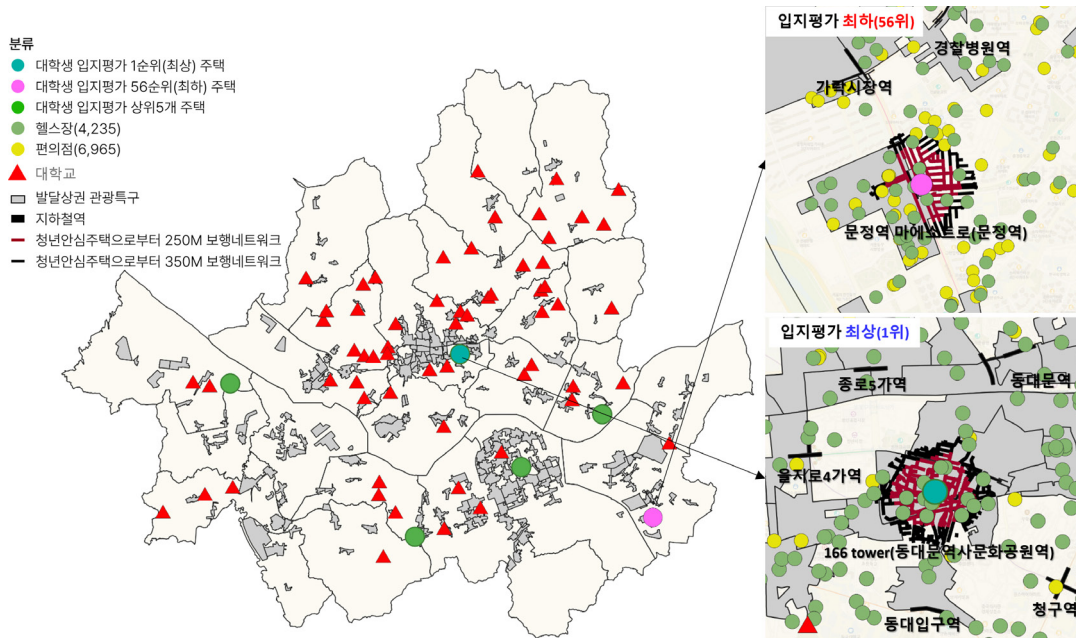 분류
대학생 입지평가 1순위(최상) 주택
대학생 입지평가 56순위(최하) 주택
대학생 입지평가 상위5개 주택
헬스장(4,235)
편의점(6,965)
대학교
발달상권 관광특구
지하철역
청년안심주택으로부터 250M 보행네트워크
청년안심주택으로부터 350M 보행네트워크
입지평가 최하(56위)
경찰병원역
가락시장역
문정역 마에스트로(문정역)
입지평가 최상(1위)
종로5가역
동대문역
을지로4가역
166 tower(동대문역사문화공원역)
청구역
동대입구역